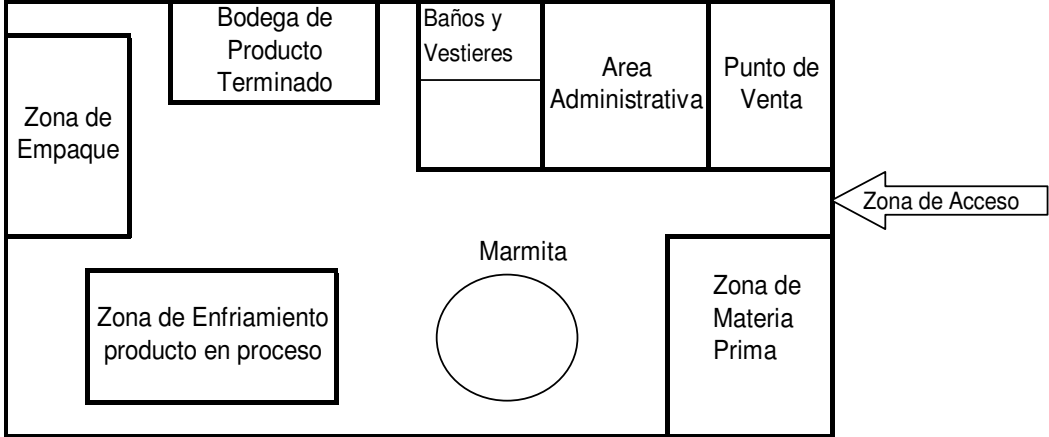 Bodega de
Producto
Terminado
Baños y
Vestieres
Area
Administrativa
Punto de
Venta
Zona de
Empaque
Zona de Acceso
Marmita
Zona de
Materia
Prima
Zona de Enfriamiento
producto en proceso